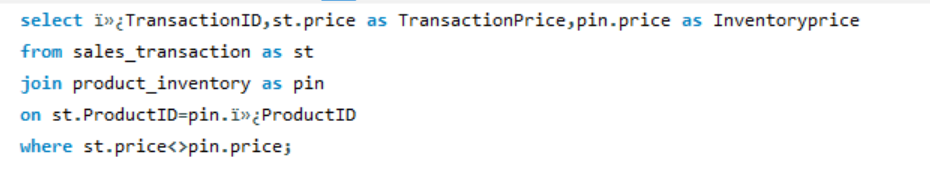 select ï»¿TransactionID,st.price as TransactionPrice,pin.price as Inventoryprice
from sales_transaction as st
join product_inventory as pin
on st.ProductID=pin.ï»¿ProductID
where st.price<>pin.price;